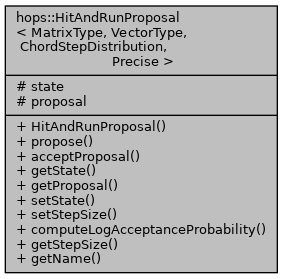 hops::HitAndRunProposal
< MatrixType, VectorType,
ChordStepDistribution,
Precise >
# state
# proposal
+ HitAndRunProposal()
+ propose()
+ acceptProposal()
+ getState()
+ getProposal()
+ setState()
+ setStepSize()
+ computeLogAcceptanceProbability()
+ getStepSize()
+ getName()